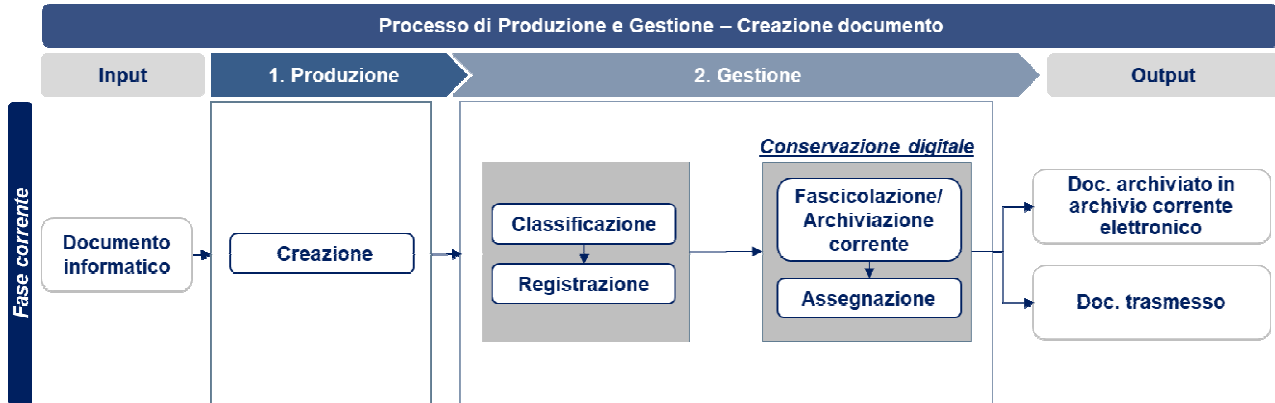 Processo di Produzione e Gestione – Creazione documento
Input
1. Produzione
2. Gestione
Output
Fase corrente
Documento
informatico
Creazione
Classificazione
Registrazione
Conservazione digitale
Fascicolazione/
Archiviazione
corrente
Assegnazione
Doc. archiviato in
archivio corrente
elettronico
Doc. trasmesso